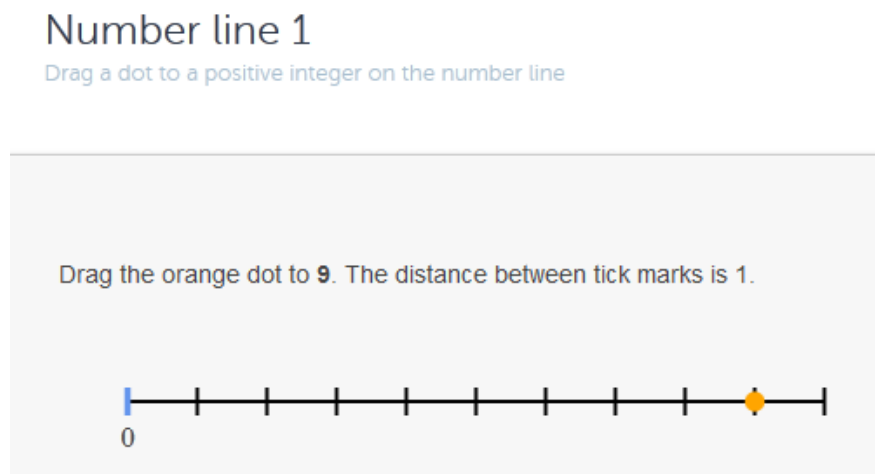 Number line 1
Drag a dot to a positive integer on the number line
Drag the orange dot to 9. The distance between tick marks is 1.
0